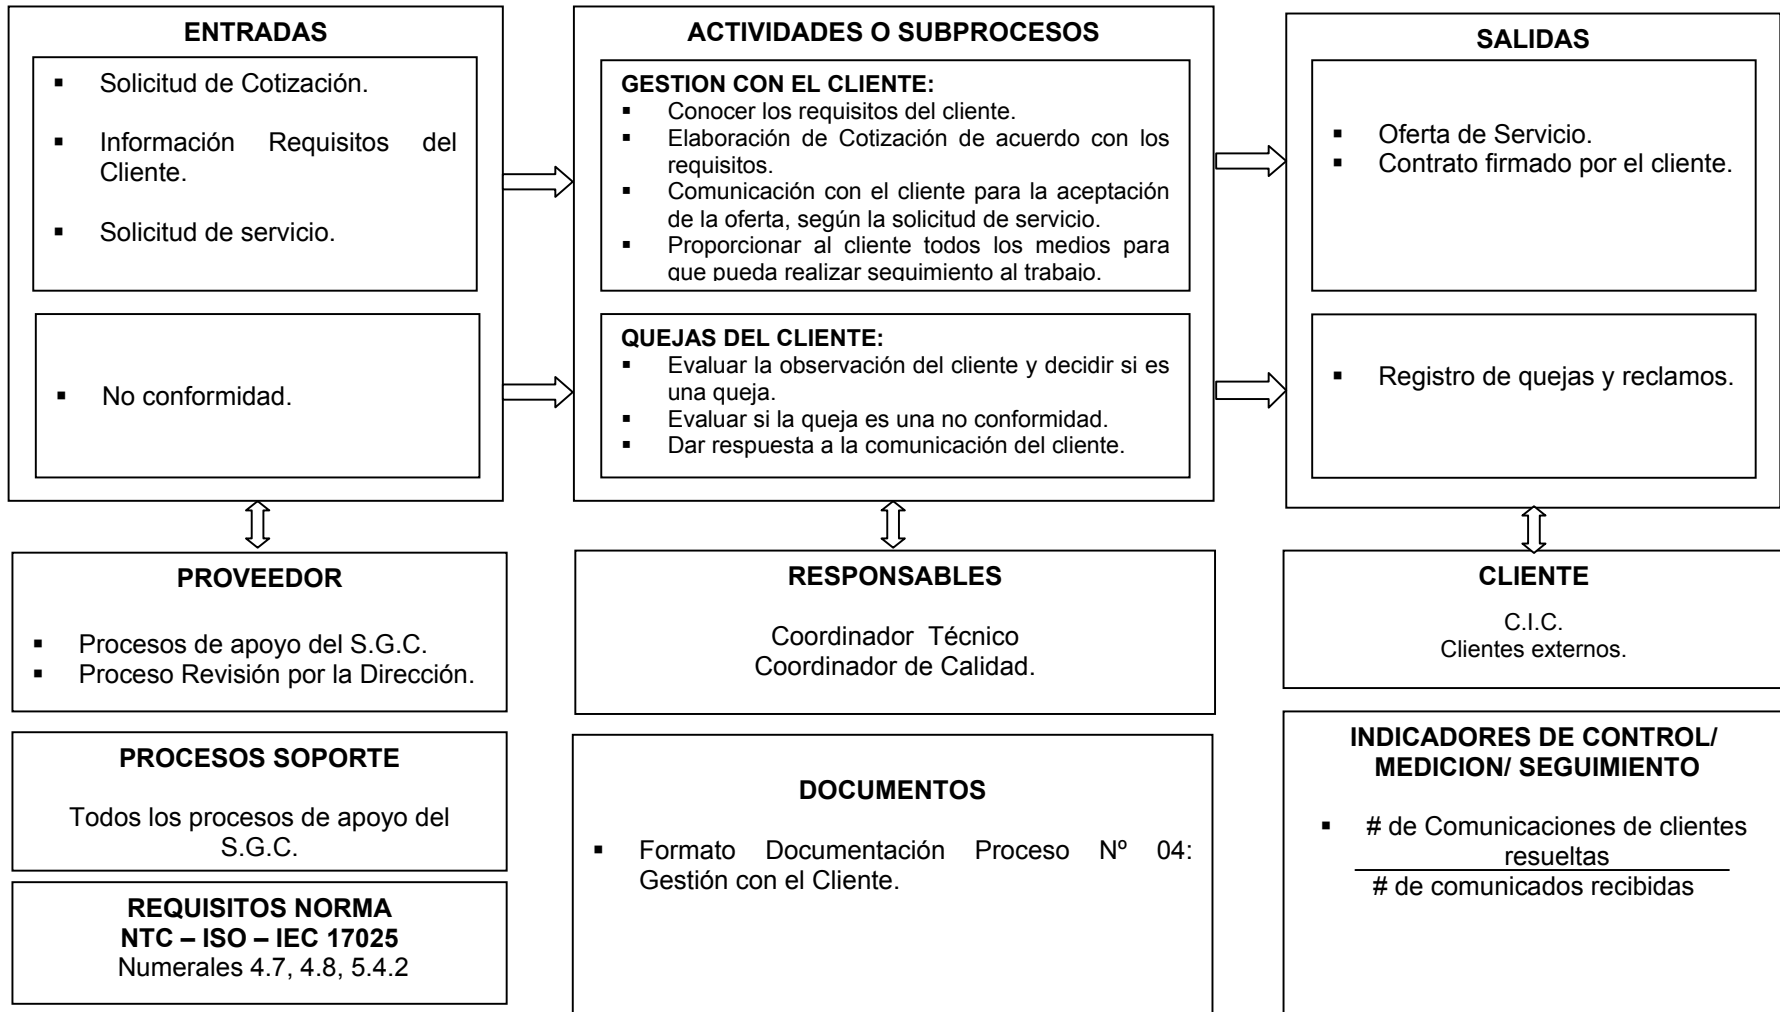 ENTRADAS
▪ Solicitud de Cotización.
▪ Información Requisitos del
Cliente.
▪ Solicitud de servicio.
▪ No conformidad.
ACTIVIDADES O SUBPROCESOS
GESTION CON EL CLIENTE:
▪ Conocer los requisitos del cliente.
▪ Elaboración de Cotización de acuerdo con los
requisitos.
▪ Comunicación con el cliente para la aceptación
de la oferta, según la solicitud de servicio.
▪ Proporcionar al cliente todos los medios para
que pueda realizar seguimiento al trabajo.
QUEJAS DEL CLIENTE:
▪ Evaluar la observación del cliente y decidir si es
una queja.
▪ Evaluar si la queja es una no conformidad.
▪ Dar respuesta a la comunicación del cliente.
SALIDAS
▪ Oferta de Servicio.
▪ Contrato firmado por el cliente.
▪ Registro de quejas y reclamos.
PROVEEDOR
▪ Procesos de apoyo del S.G.C.
▪ Proceso Revisión por la Dirección.
RESPONSABLES
Coordinador Técnico
Coordinador de Calidad.
CLIENTE
C.I.C.
Clientes externos.
PROCESOS SOPORTE
Todos los procesos de apoyo del
S.G.C.
REQUISITOS NORMA
NTC – ISO – IEC 17025
Numerales 4.7, 4.8, 5.4.2
DOCUMENTOS
▪ Formato Documentación Proceso Nº 04:
Gestión con el Cliente.
INDICADORES DE CONTROL/
MEDICION/ SEGUIMIENTO
▪ # de Comunicaciones de clientes
resueltas
# de comunicados recibidas